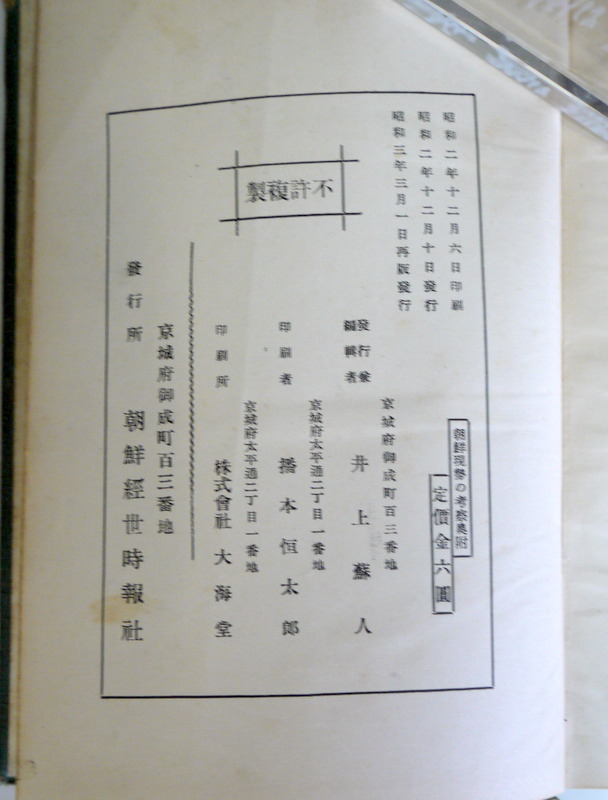 昭和二年十二月六日印刷
昭和二年十二月十日發行
昭和三年三月一日再版發行
不許複製
朝鮮現勢の考察奥附
定價金六圓
京城府御成町百三番地
發行兼
編輯者
井上蘇人
京城府太平通二丁目一番地
印刷者
播本恒太郎
京城府太平通二丁目一番地
印刷所
株式會社大海堂
京城府御成町百三番地
發行所
朝鮮經世時報社